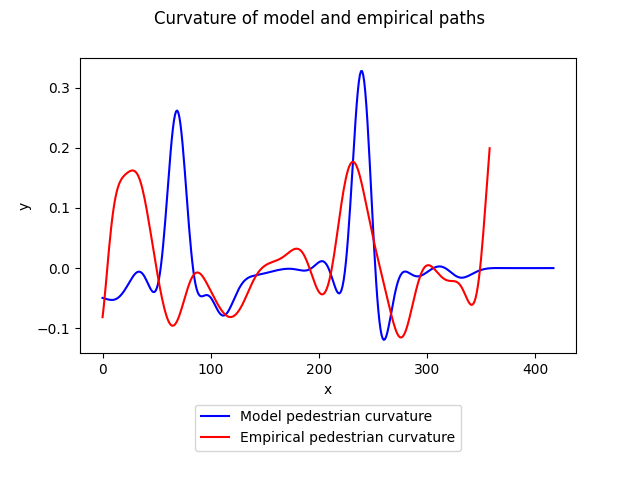 Curvature of model and empirical paths
y
0.3
0.2
0.1
0.0
−0.1
0
100
200
300
400
x
Model pedestrian curvature
Empirical pedestrian curvature